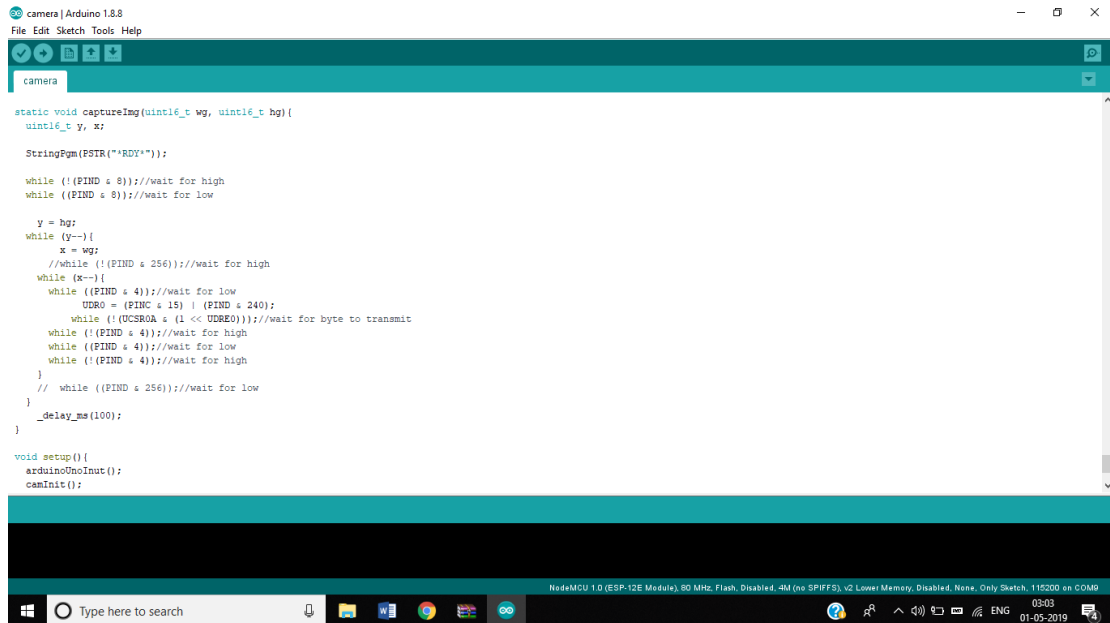 camera | Arduino 1.8.8
File Edit Sketch Tools Help
camera
static void captureImg(uint16_t wg, uint16_t hg){
  uint16_t y, x;

  StringPgm(PSTR("*RDY*"));

  while (!(PIND & 8));//wait for high
  while ((PIND & 8));//wait for low

    y = hg;
  while (y--){
        x = wg;
      //while (!(PIND & 256));//wait for high
    while (x--){
      while ((PIND & 4));//wait for low
            UDR0 = (PINC & 15) | (PIND & 240);
          while (!(UCSR0A & (1 << UDRE0)));//wait for byte to transmit
      while (!(PIND & 4));//wait for high
      while ((PIND & 4));//wait for low
      while (!(PIND & 4));//wait for high
    }
    //  while ((PIND & 256));//wait for low
  }
    _delay_ms(100);
}

void setup(){
  arduinoUnoInut();
  camInit();
NodeMCU 1.0 (ESP-12E Module), 80 MHz, Flash, Disabled, 4M (no SPIFFS), v2 Lower Memory, Disabled, None, Only Sketch, 115200 on COM9
Type here to search
ENG
03:03
01-05-2019
4